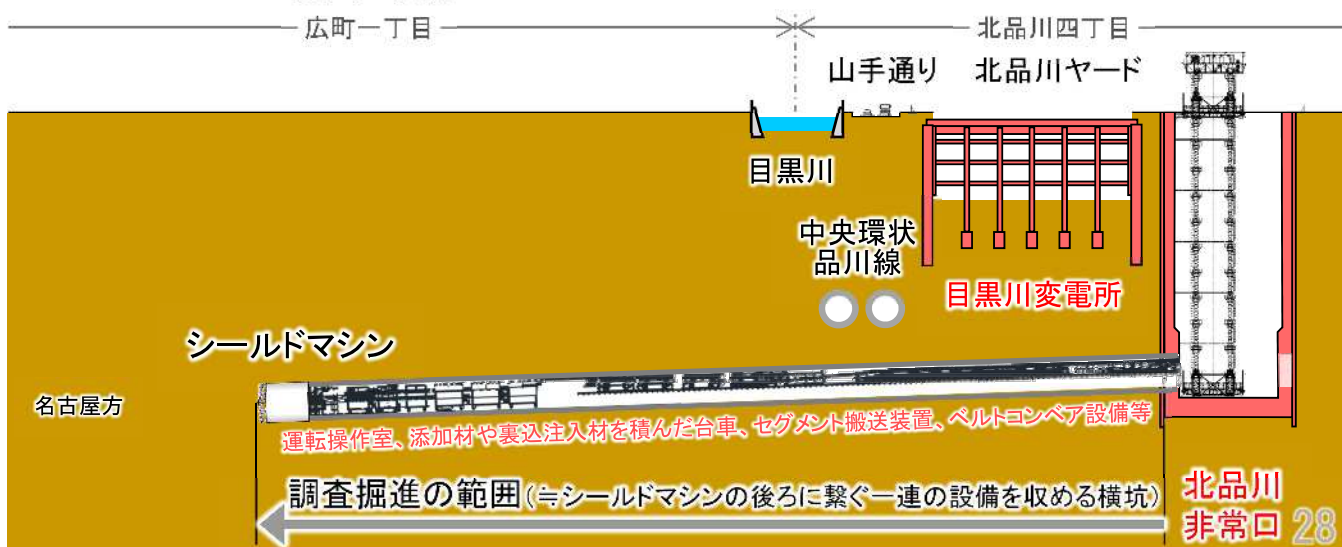 広町一丁目
北品川四丁目
山手通り
北品川ヤード
目黒川
中央環状
品川線
目黒川変電所
シールドマシン
名古屋方
運転操作室、添加材や裏込注入材を積んだ台車、セグメント搬送装置、ベルトコンベア設備等
調査掘進の範囲(≒シールドマシンの後ろに繋ぐ一連の設備を収める横坑)
北品川
非常口
28